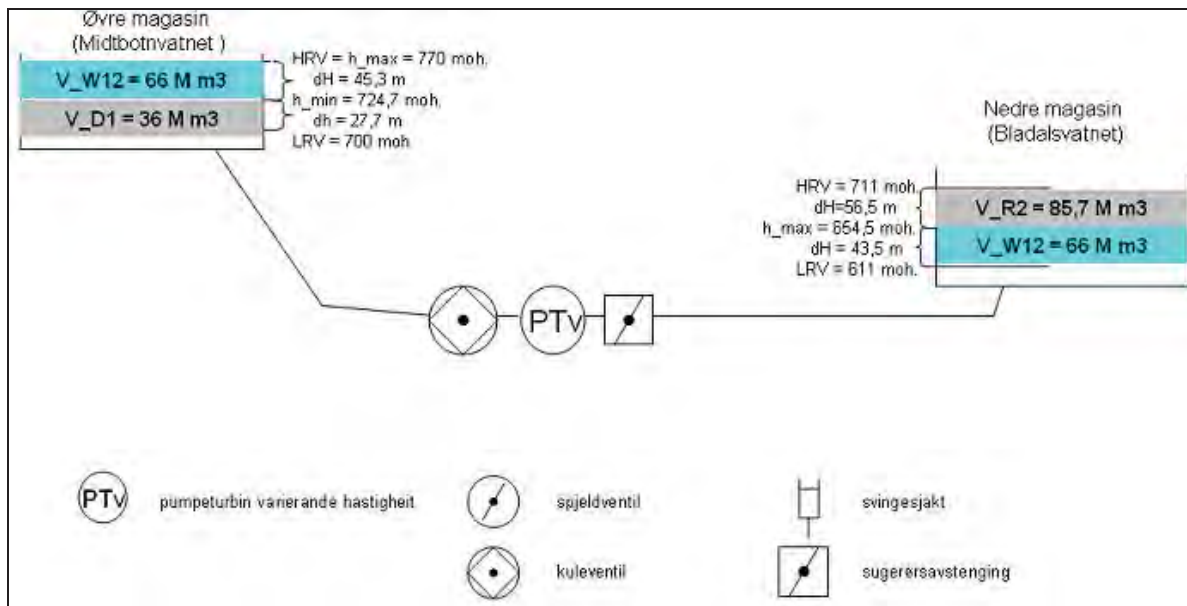 Øvre magasin
(Midtbotnvatnet )
V_W12 = 66 M m3
V_D1 = 36 M m3
HRV = h_max = 770 moh.
dH = 45,3 m
h_min = 724,7 moh.
dh = 27,7 m
LRV = 700 moh
Nedre magasin
(Bladalsvatnet)
HRV = 711 moh.
dH=56,5 m
h_max = 654,5 moh.
dH = 43,5 m
LRV = 611 moh.
V_R2 = 85,7 M m3
V_W12 = 66 M m3
PTv
PTv
pumpeturbin varierande hastigheit
spjeldventil
svingesjakt
kuleventil
sugerørsavstenging